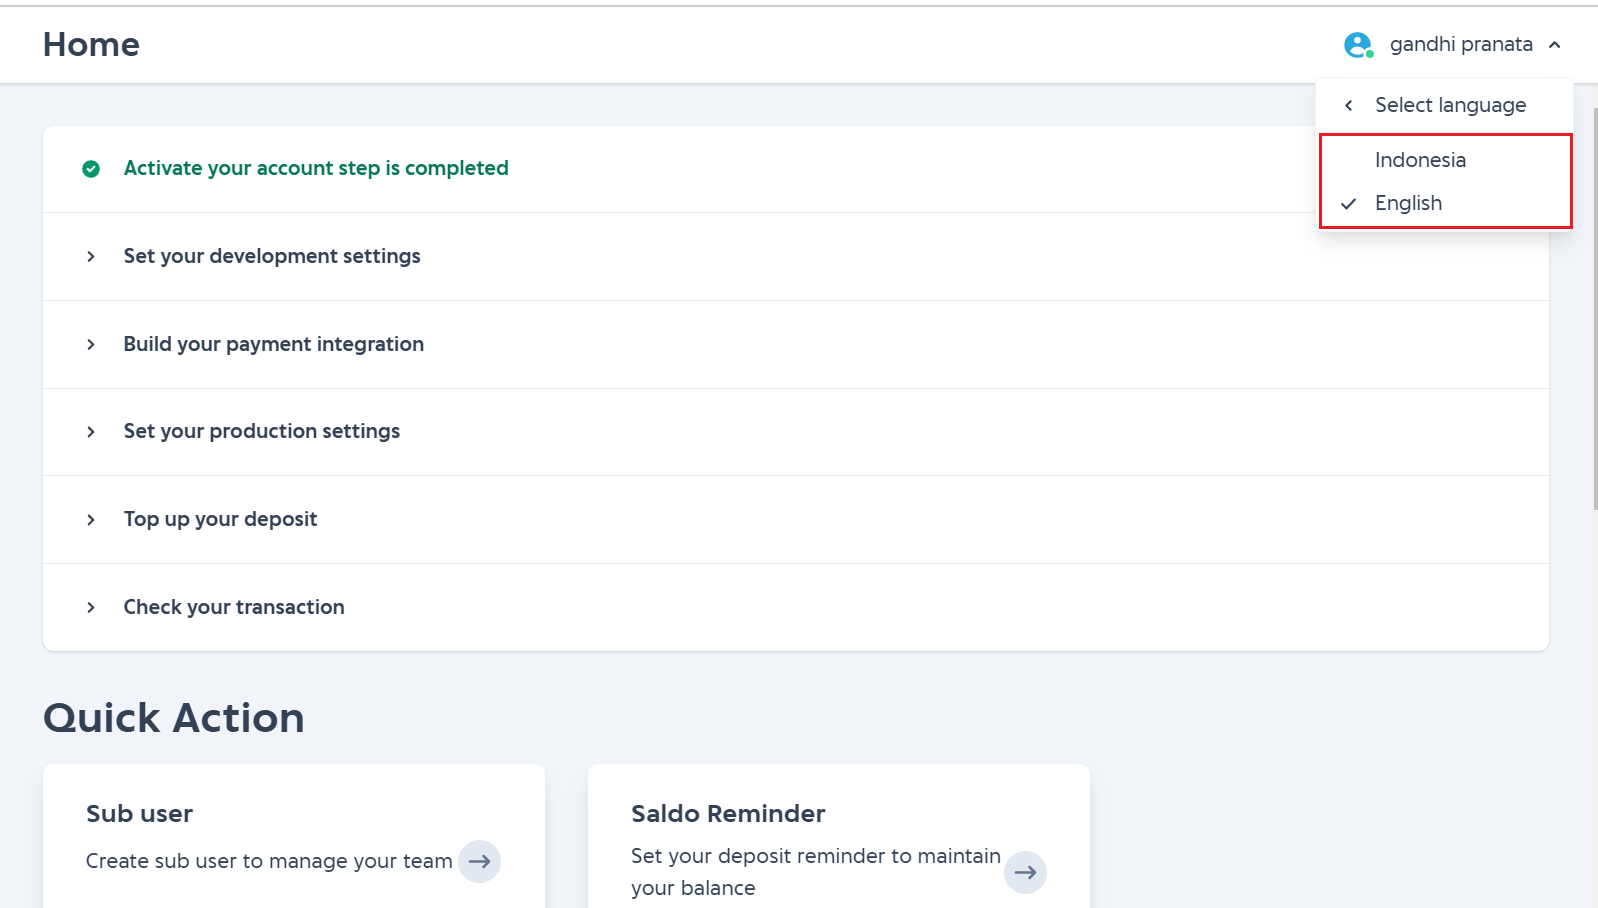 Home
gandhi pranata
Select language
Indonesia
English
Activate your account step is completed
Set your development settings
Build your payment integration
Set your production settings
Top up your deposit
Check your transaction
Quick Action
Sub user
Create sub user to manage your team
Saldo Reminder
Set your deposit reminder to maintain
your balance